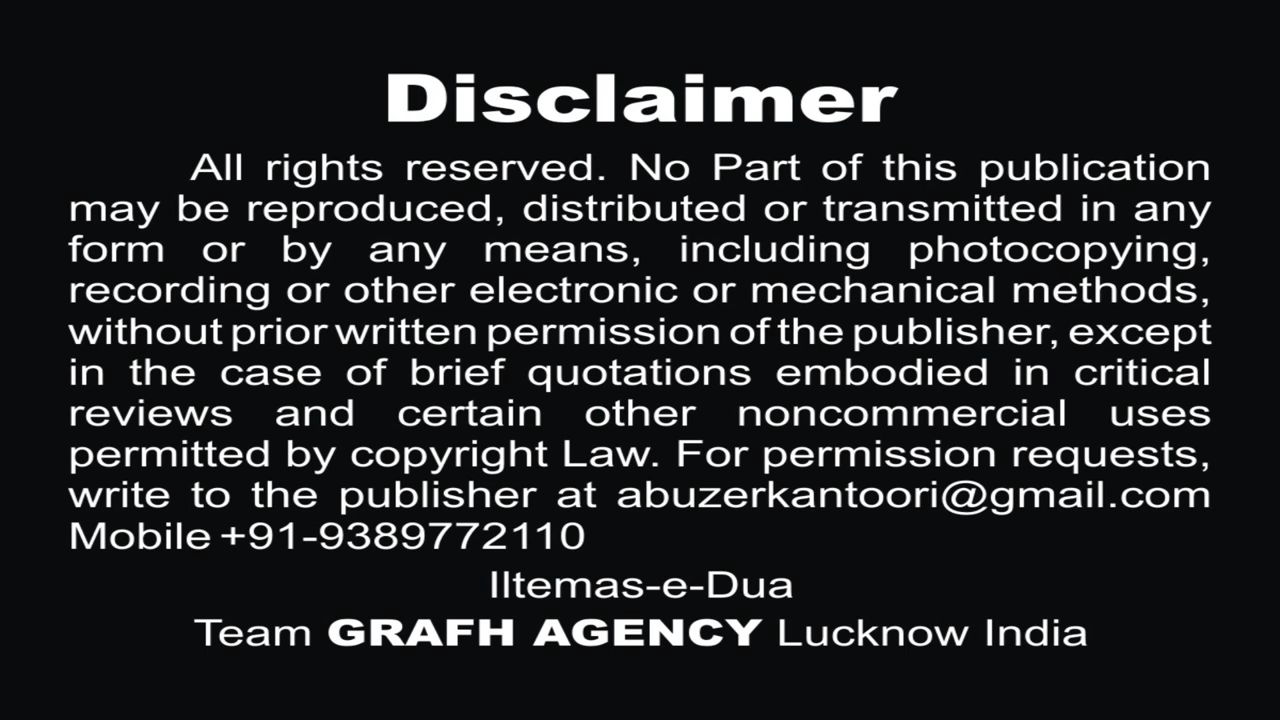 Disclaimer
All rights reserved. No Part of this publication
may be reproduced, distributed or transmitted in any
form or by any means, including photocopying,
recording or other electronic or mechanical methods,
without prior written permission of the publisher, except
in the case of brief quotations embodied in critical
reviews and certain other noncommercial uses
permitted by copyright Law. For permission requests,
write to the publisher at abuzerkantoori@gmail.com
Mobile +91-9389772110
Iltemas-e-Dua
Team GRAFH AGENCY Lucknow India